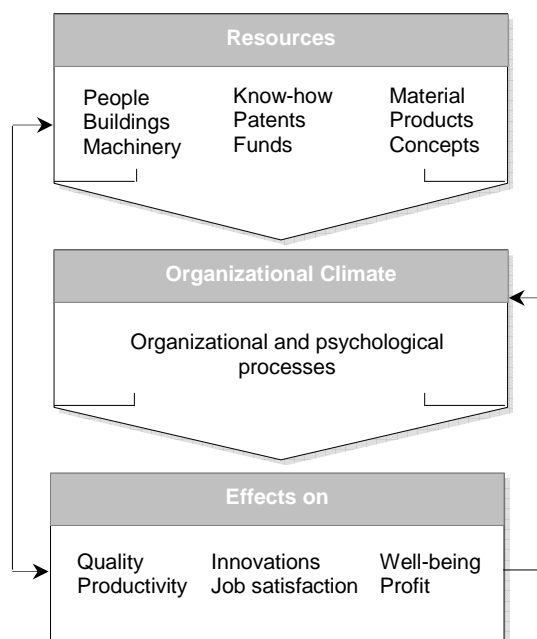 Resources
People Know-how Material
Buildings Patents Products
Machinery Funds Concepts
Organizational Climate
Organizational and psychological
processes
Effects on
Quality Innovations Well-being
Productivity Job satisfaction Profit